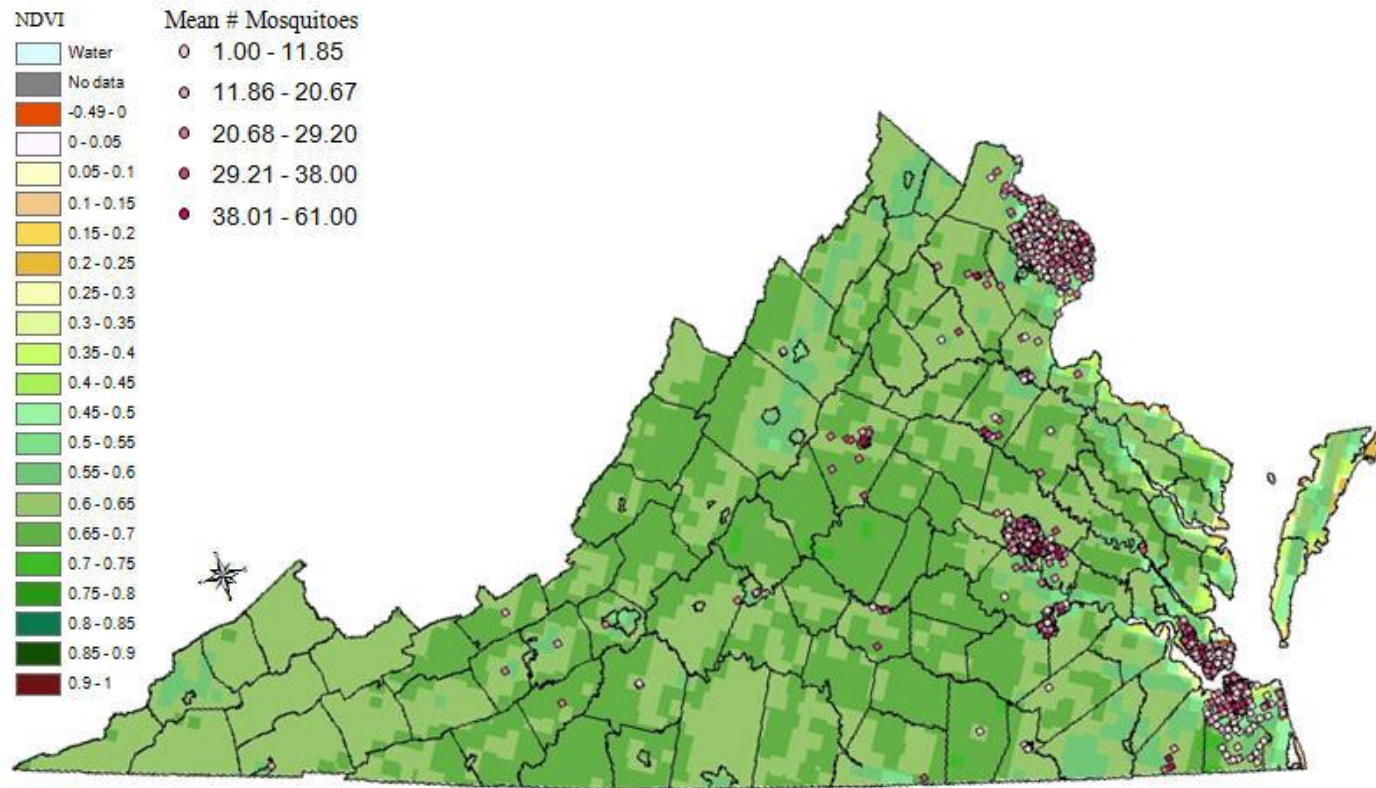 NDVI
Water
No data
-0.49 - 0
0 - 0.05
0.05 - 0.1
0.1 - 0.15
0.15 - 0.2
0.2 - 0.25
0.25 - 0.3
0.3 - 0.35
0.35 - 0.4
0.4 - 0.45
0.45 - 0.5
0.5 - 0.55
0.55 - 0.6
0.6 - 0.65
0.65 - 0.7
0.7 - 0.75
0.75 - 0.8
0.8 - 0.85
0.85 - 0.9
0.9 - 1
Mean # Mosquitoes
1.00 - 11.85
11.86 - 20.67
20.68 - 29.20
29.21 - 38.00
38.01 - 61.00